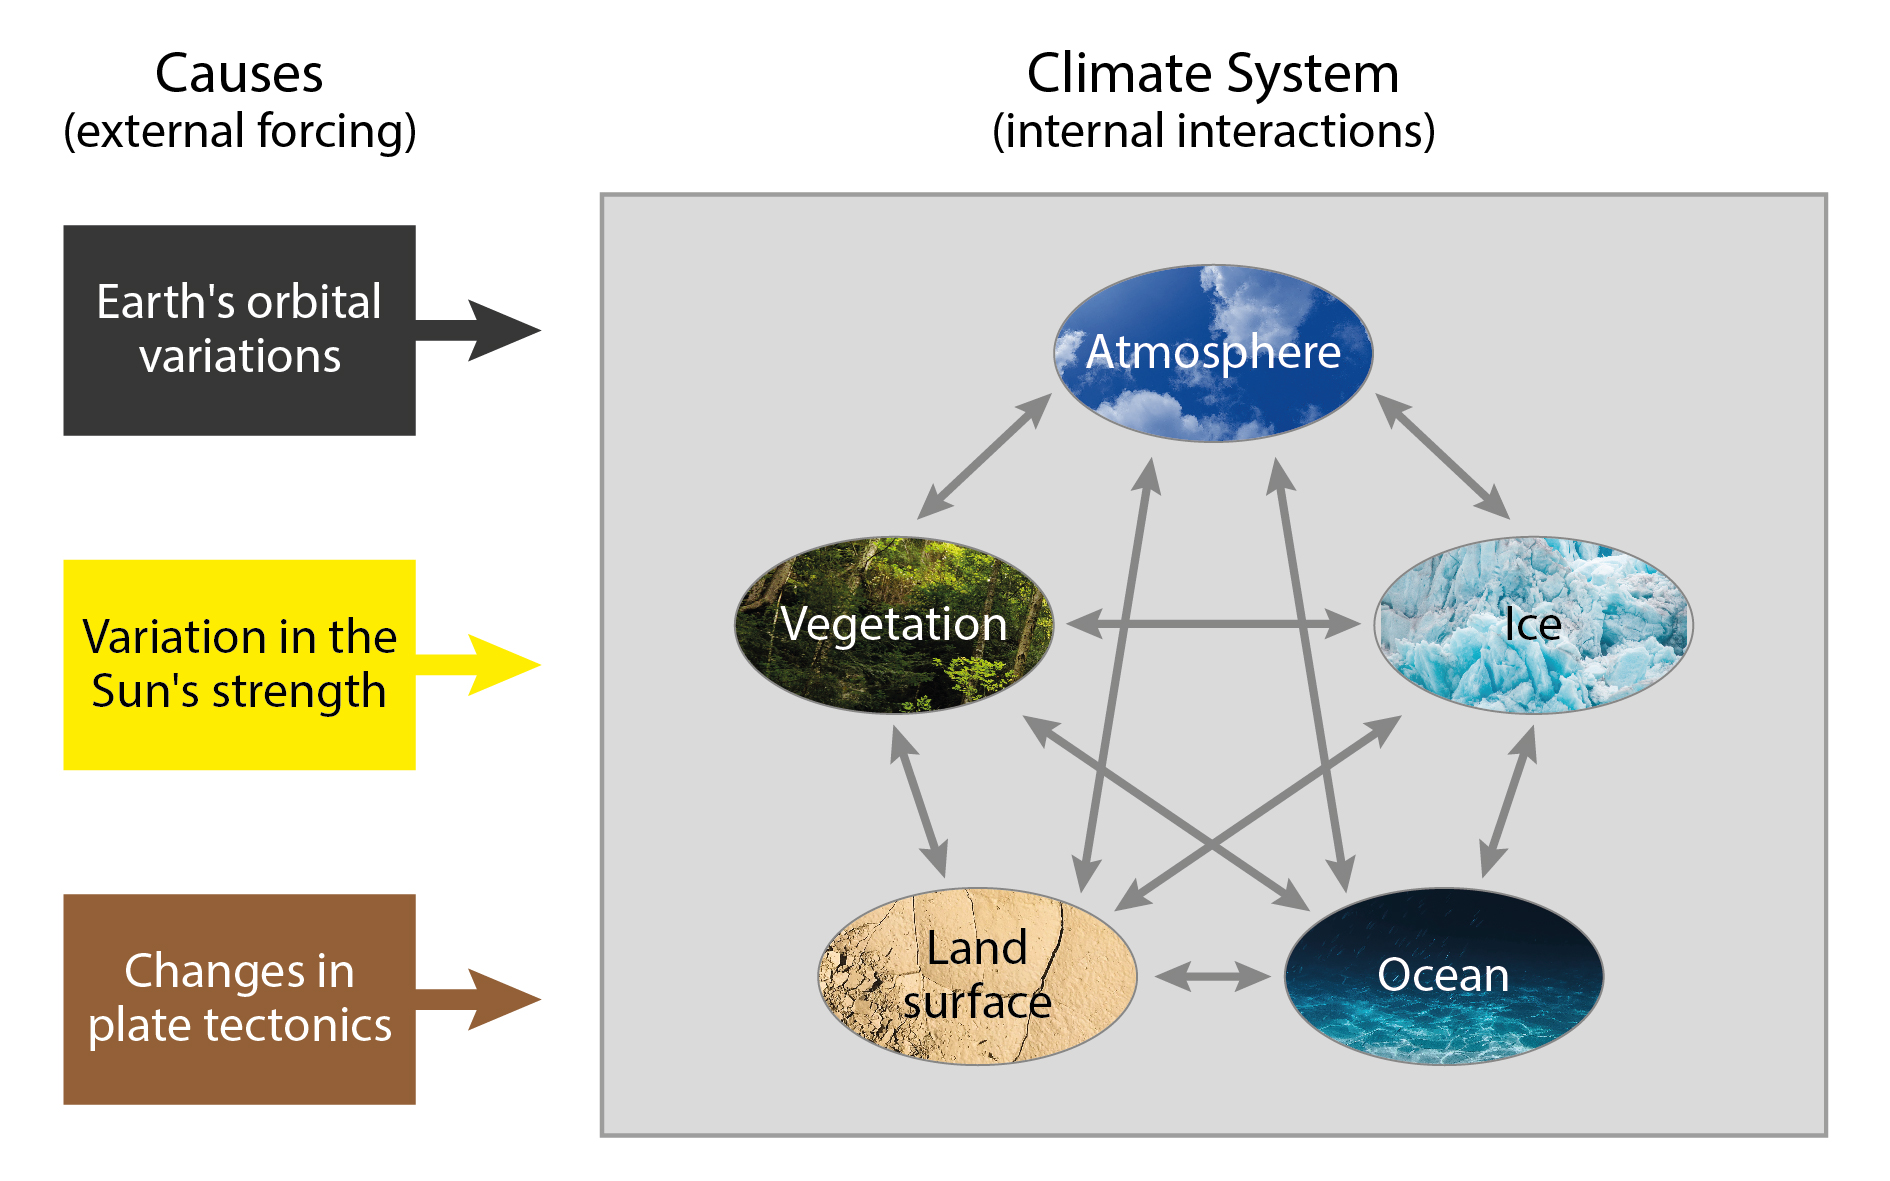 Causes
(external forcing)
Climate System
(internal interactions)
Earth's orbital
variations
Variation in the
Sun's strength
Changes in
plate tectonics
Atmosphere
Vegetation
Ice
Land
surface
Ocean